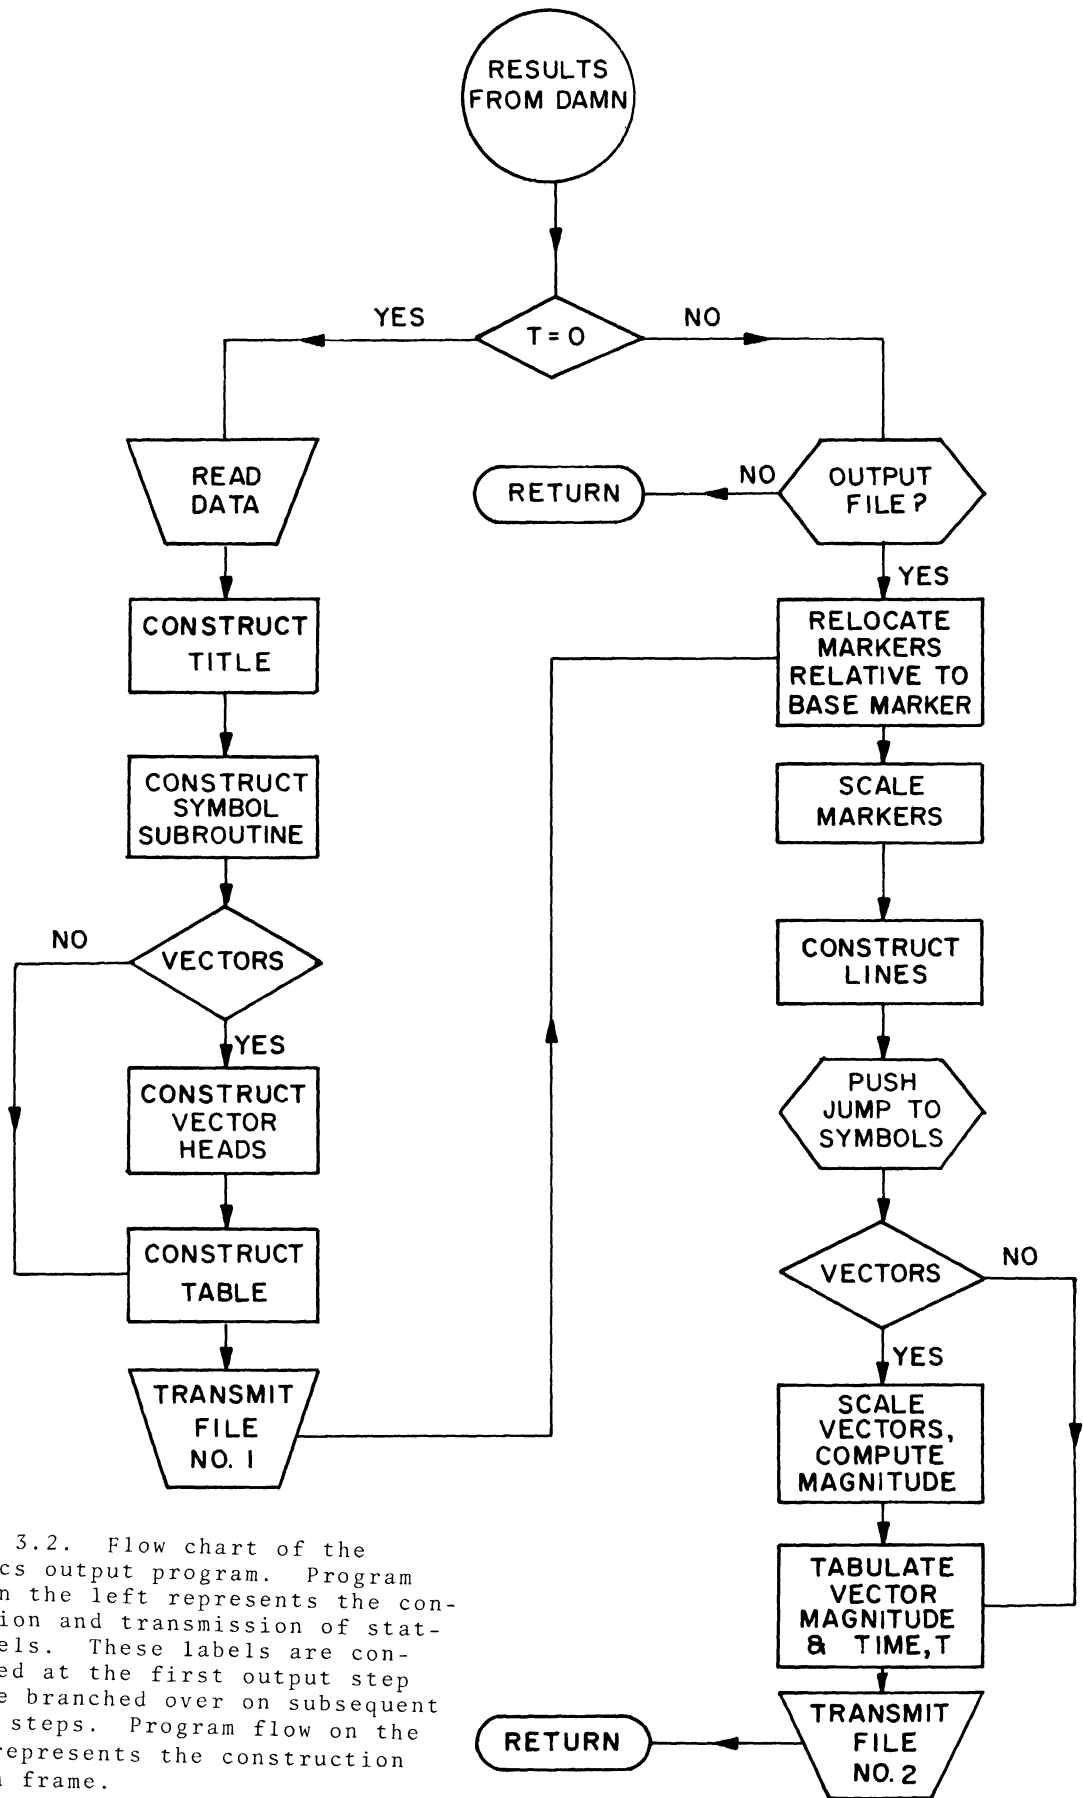 RESULTS
FROM DAMN
YES
T = 0
NO
READ
DATA
CONSTRUCT
TITLE
CONSTRUCT
SYMBOL
SUBROUTINE
NO
VECTORS
YES
CONSTRUCT
VECTOR
HEADS
CONSTRUCT
TABLE
TRANSMIT
FILE
NO. 1
RETURN
NO
OUTPUT
FILE?
YES
RELOCATE
MARKERS
RELATIVE TO
BASE MARKER
SCALE
MARKERS
CONSTRUCT
LINES
PUSH
JUMP TO
SYMBOLS
VECTORS
NO
YES
SCALE
VECTORS,
COMPUTE
MAGNITUDE
TABULATE
VECTOR
MAGNITUDE
& TIME, T
TRANSMIT
FILE
NO. 2
RETURN
3.2. Flow chart of the
output program. Program
the left represents the con-
and transmission of stat-
These labels are con-
at the first output step
branched over on subsequent
steps. Program flow on the
represents the construction
frame.